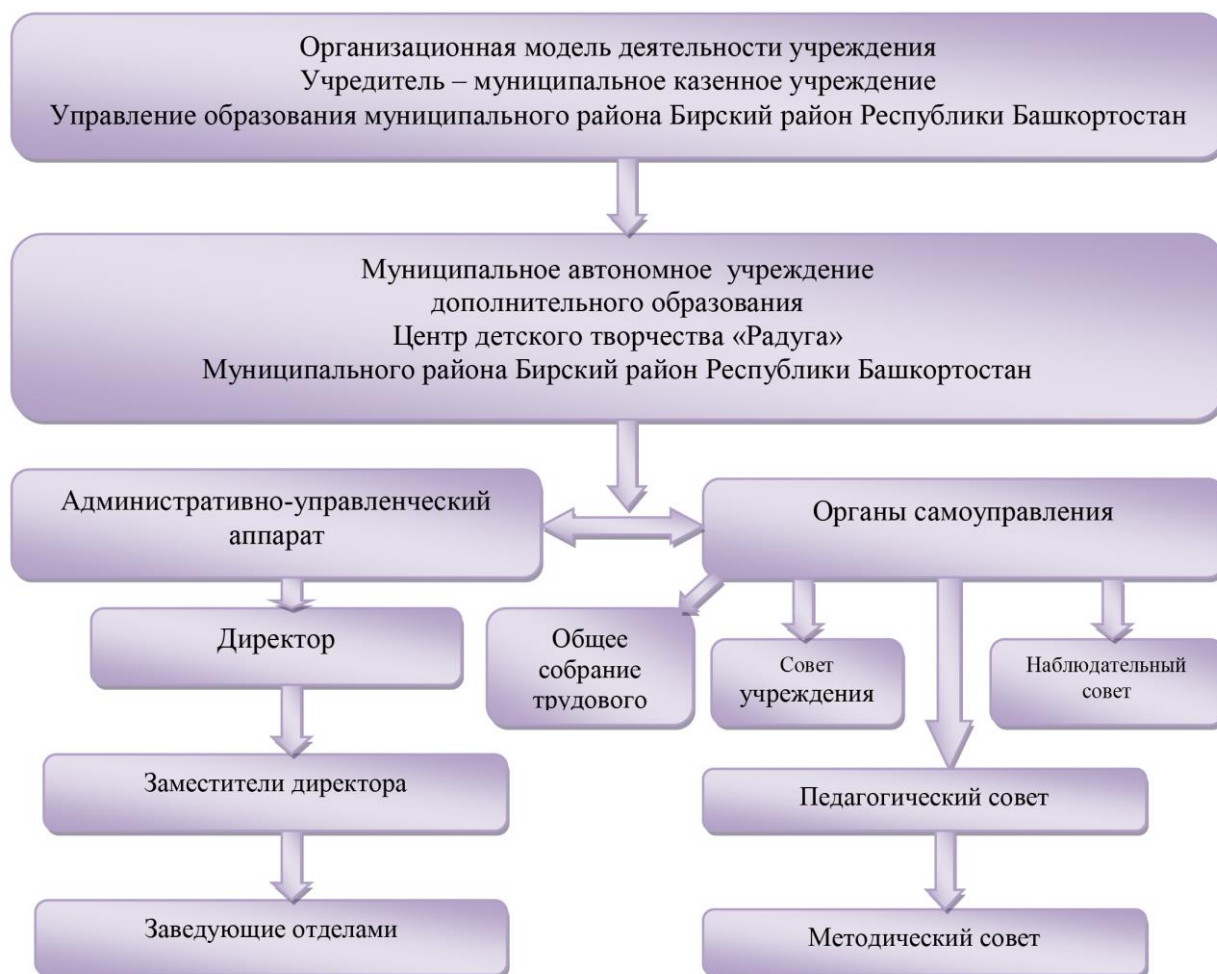 Организационная модель деятельности учреждения
Учредитель – муниципальное казенное учреждение
Управление образования муниципального района Бирский район Республики Башкортостан
Муниципальное автономное учреждение
дополнительного образования
Центр детского творчества «Радуга»
Муниципального района Бирский район Республики Башкортостан
Административно-управленческий
аппарат
Органы самоуправления
Директор
Общее
собрание
трудового
Совет
учреждения
Наблюдательный
совет
Заместители директора
Педагогический совет
Заведующие отделами
Методический совет